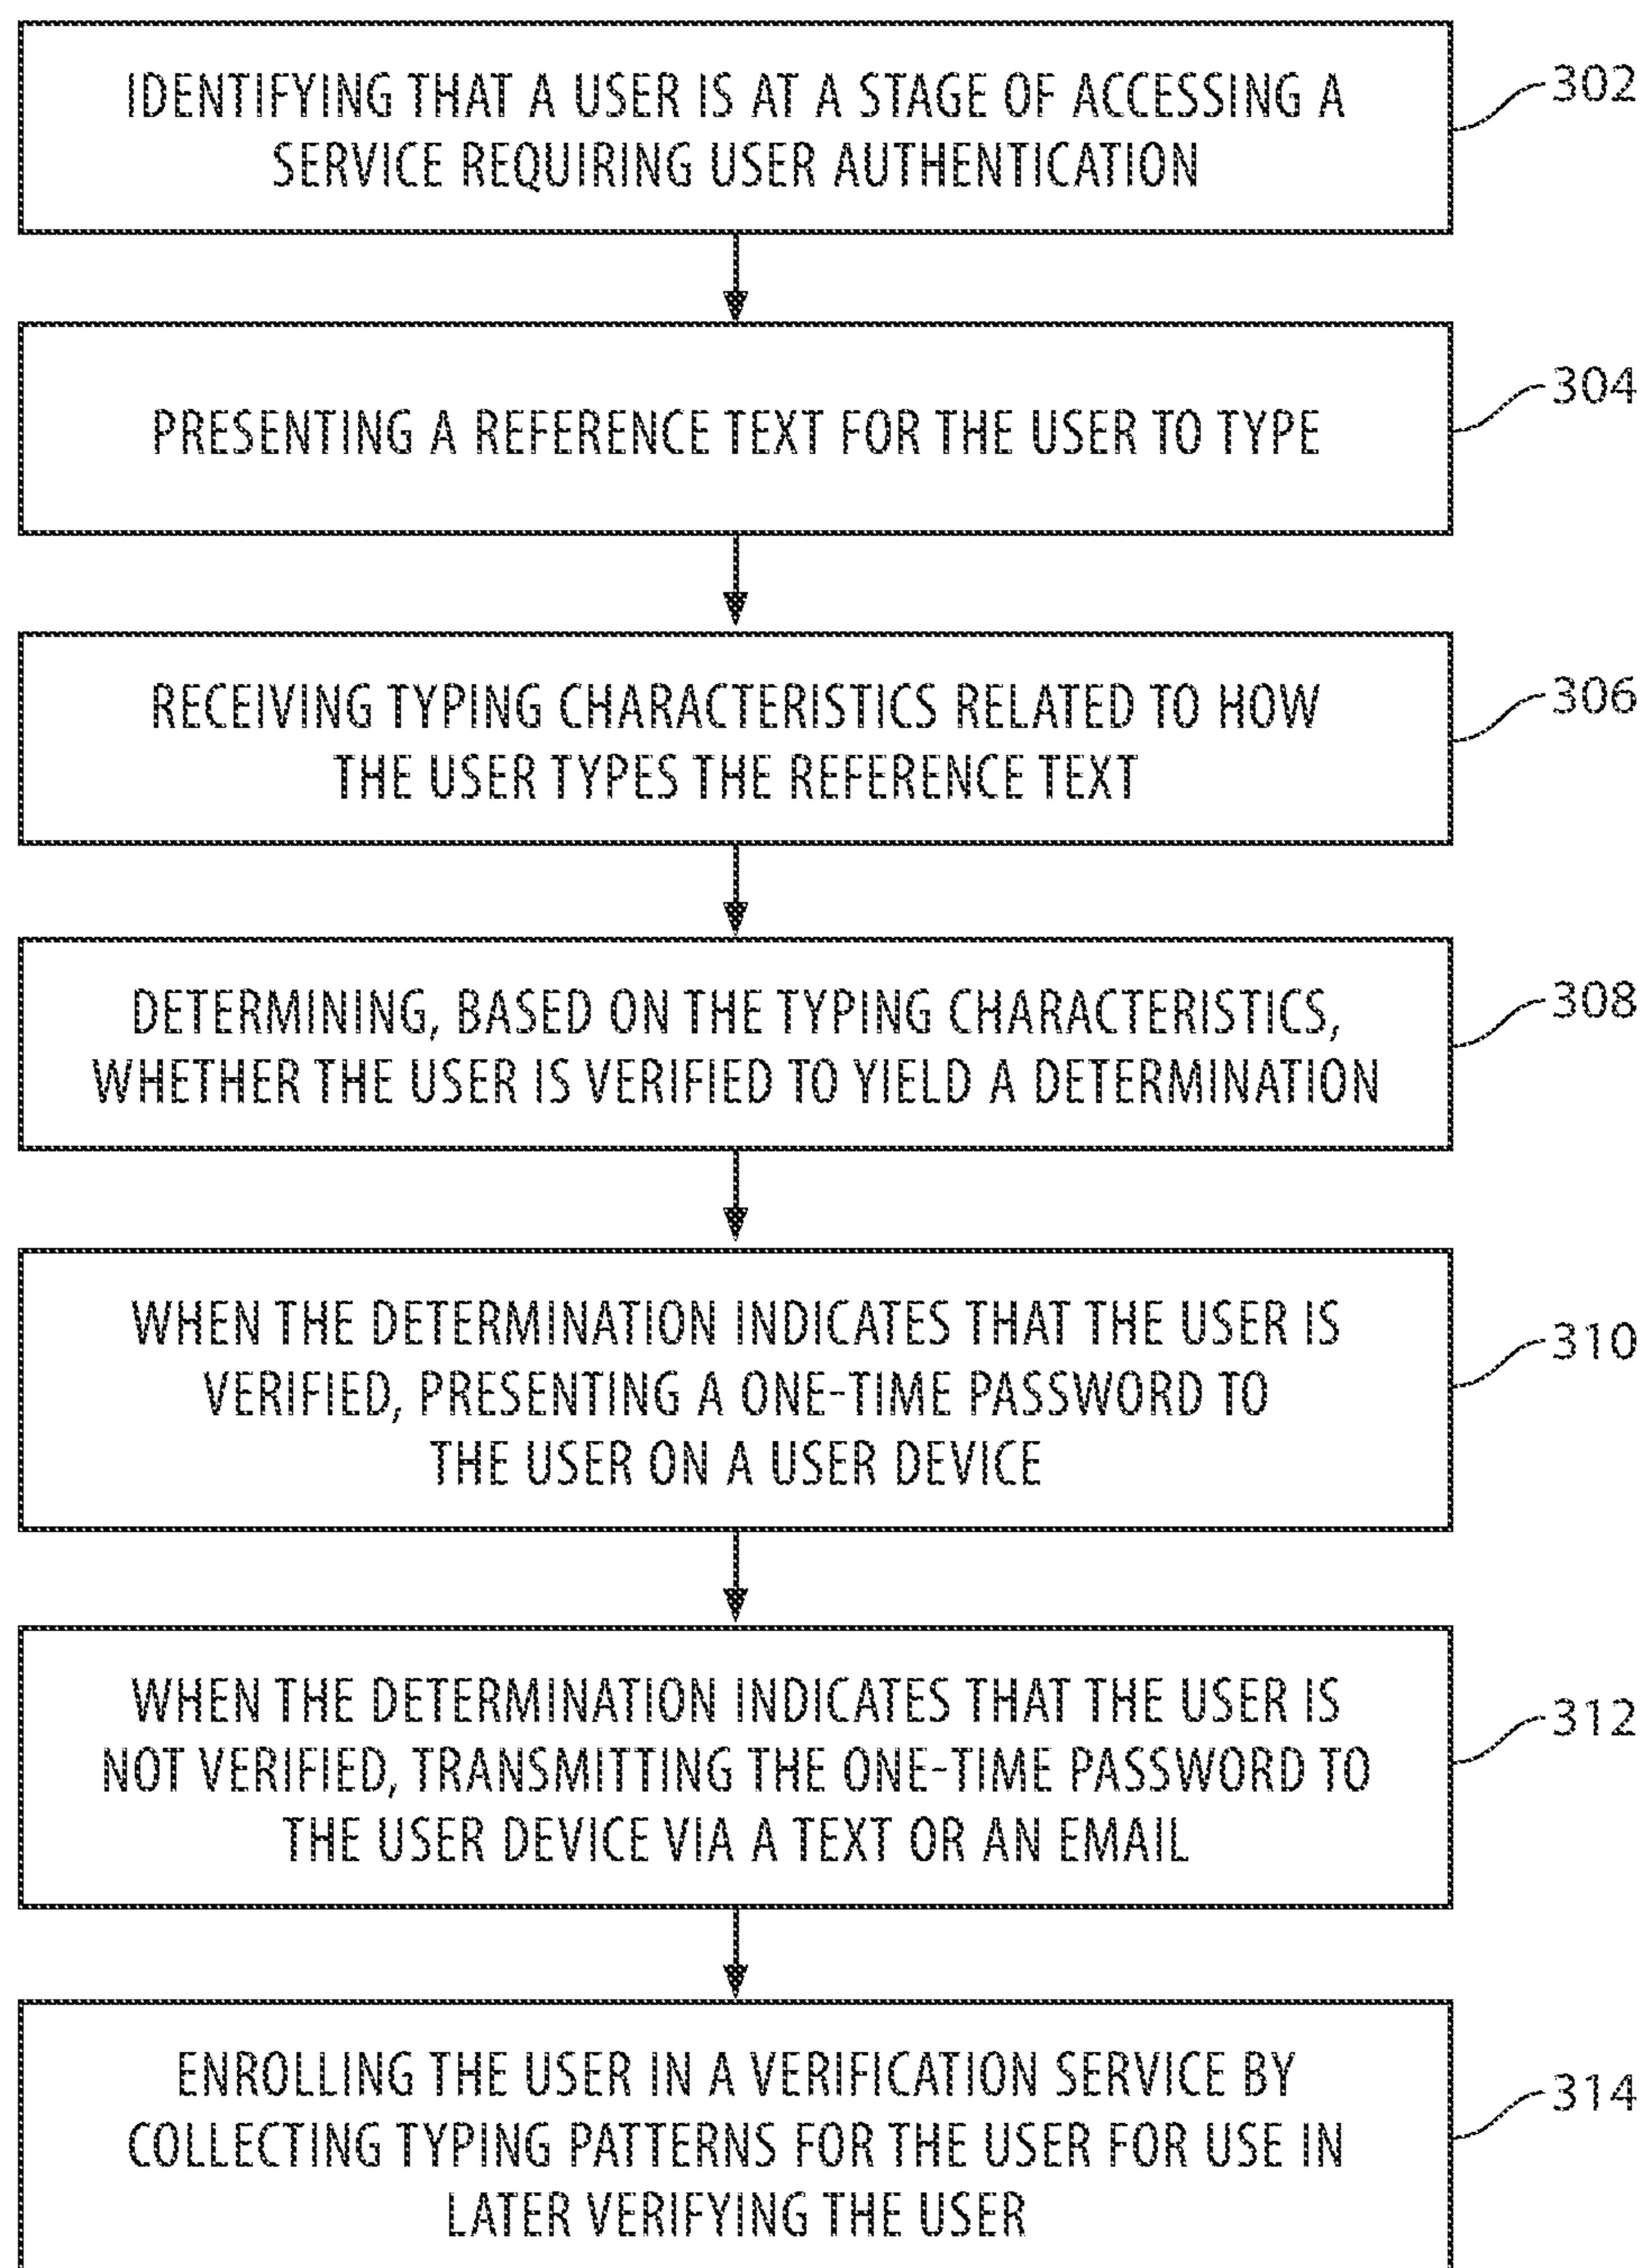 IDENTIFYING THAT A USER IS AT A STAGE OF ACCESSING A
SERVICE REQUIRING USER AUTHENTICATION
302
PRESENTING A REFERENCE TEXT FOR THE USER TO TYPE
304
RECEIVING TYPING CHARACTERISTICS RELATED TO HOW
THE USER TYPES THE REFERENCE TEXT
306
DETERMINING, BASED ON THE TYPING CHARACTERISTICS,
WHETHER THE USER IS VERIFIED TO YIELD A DETERMINATION
308
WHEN THE DETERMINATION INDICATES THAT THE USER IS
VERIFIED, PRESENTING A ONE-TIME PASSWORD TO
THE USER ON A USER DEVICE
310
WHEN THE DETERMINATION INDICATES THAT THE USER IS
NOT VERIFIED, TRANSMITTING THE ONE-TIME PASSWORD TO
THE USER DEVICE VIA A TEXT OR AN EMAIL
312
ENROLLING THE USER IN A VERIFICATION SERVICE BY
COLLECTING TYPING PATTERNS FOR THE USER FOR USE IN
LATER VERIFYING THE USER
314